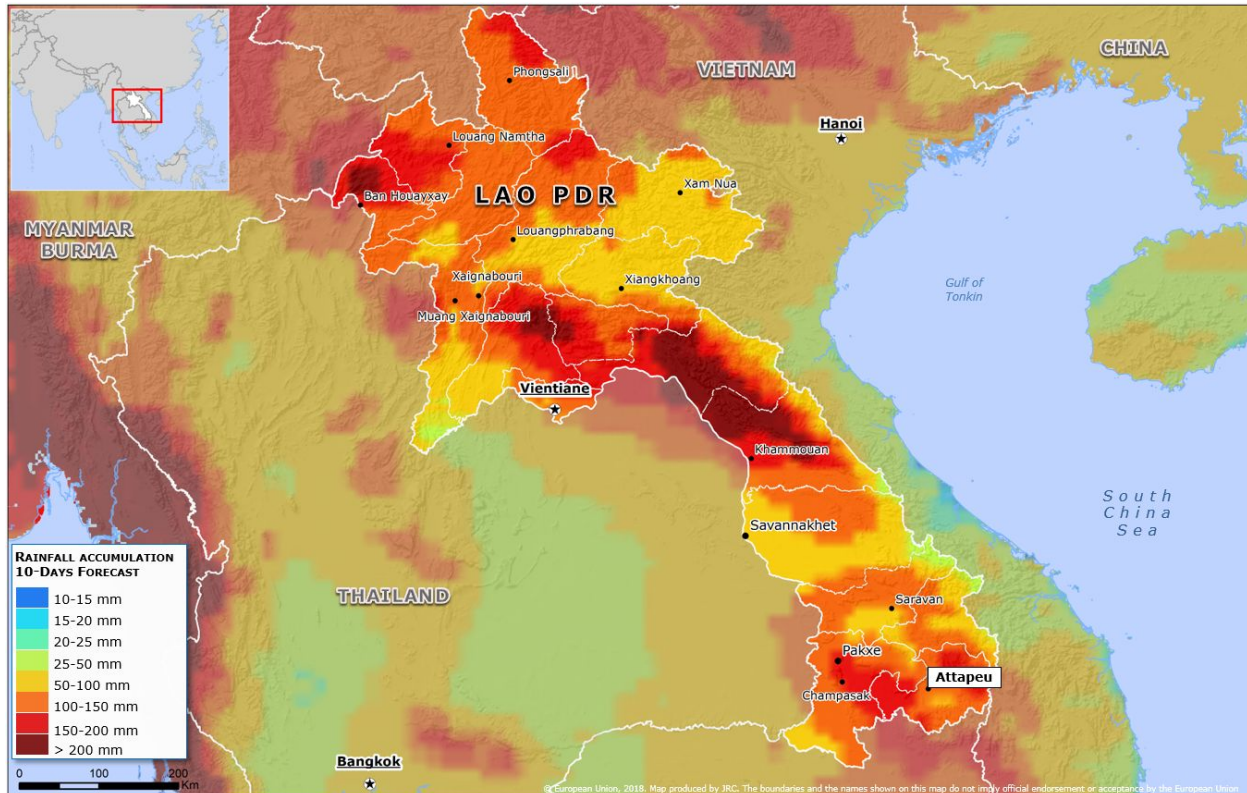 CHINA
VIETNAM
Phongsali
Hanoi
Louang Namtha
LAO PDR
Xam Nua
Ban Houayxay
MYANMAR
BURMA
Louangphrabang
Xaignabouri
Xiangkhoang
Gulf of
Tonkin
Muang Xaignabouri
Vientiane
Khammouan
South
China
Sea
Savannakhet
RAINFALL ACCUMULATION
10-DAYS FORECAST
10-15 mm
15-20 mm
20-25 mm
25-50 mm
50-100 mm
100-150 mm
150-200 mm
> 200 mm
THAILAND
Saravan
Pakxe
Attapeu
Champasak
Bangkok
0 100 200
Km
© European Union, 2018. Map produced by JRC. The boundaries and the names shown on this map do not imply official endorsement or acceptance by the European Union